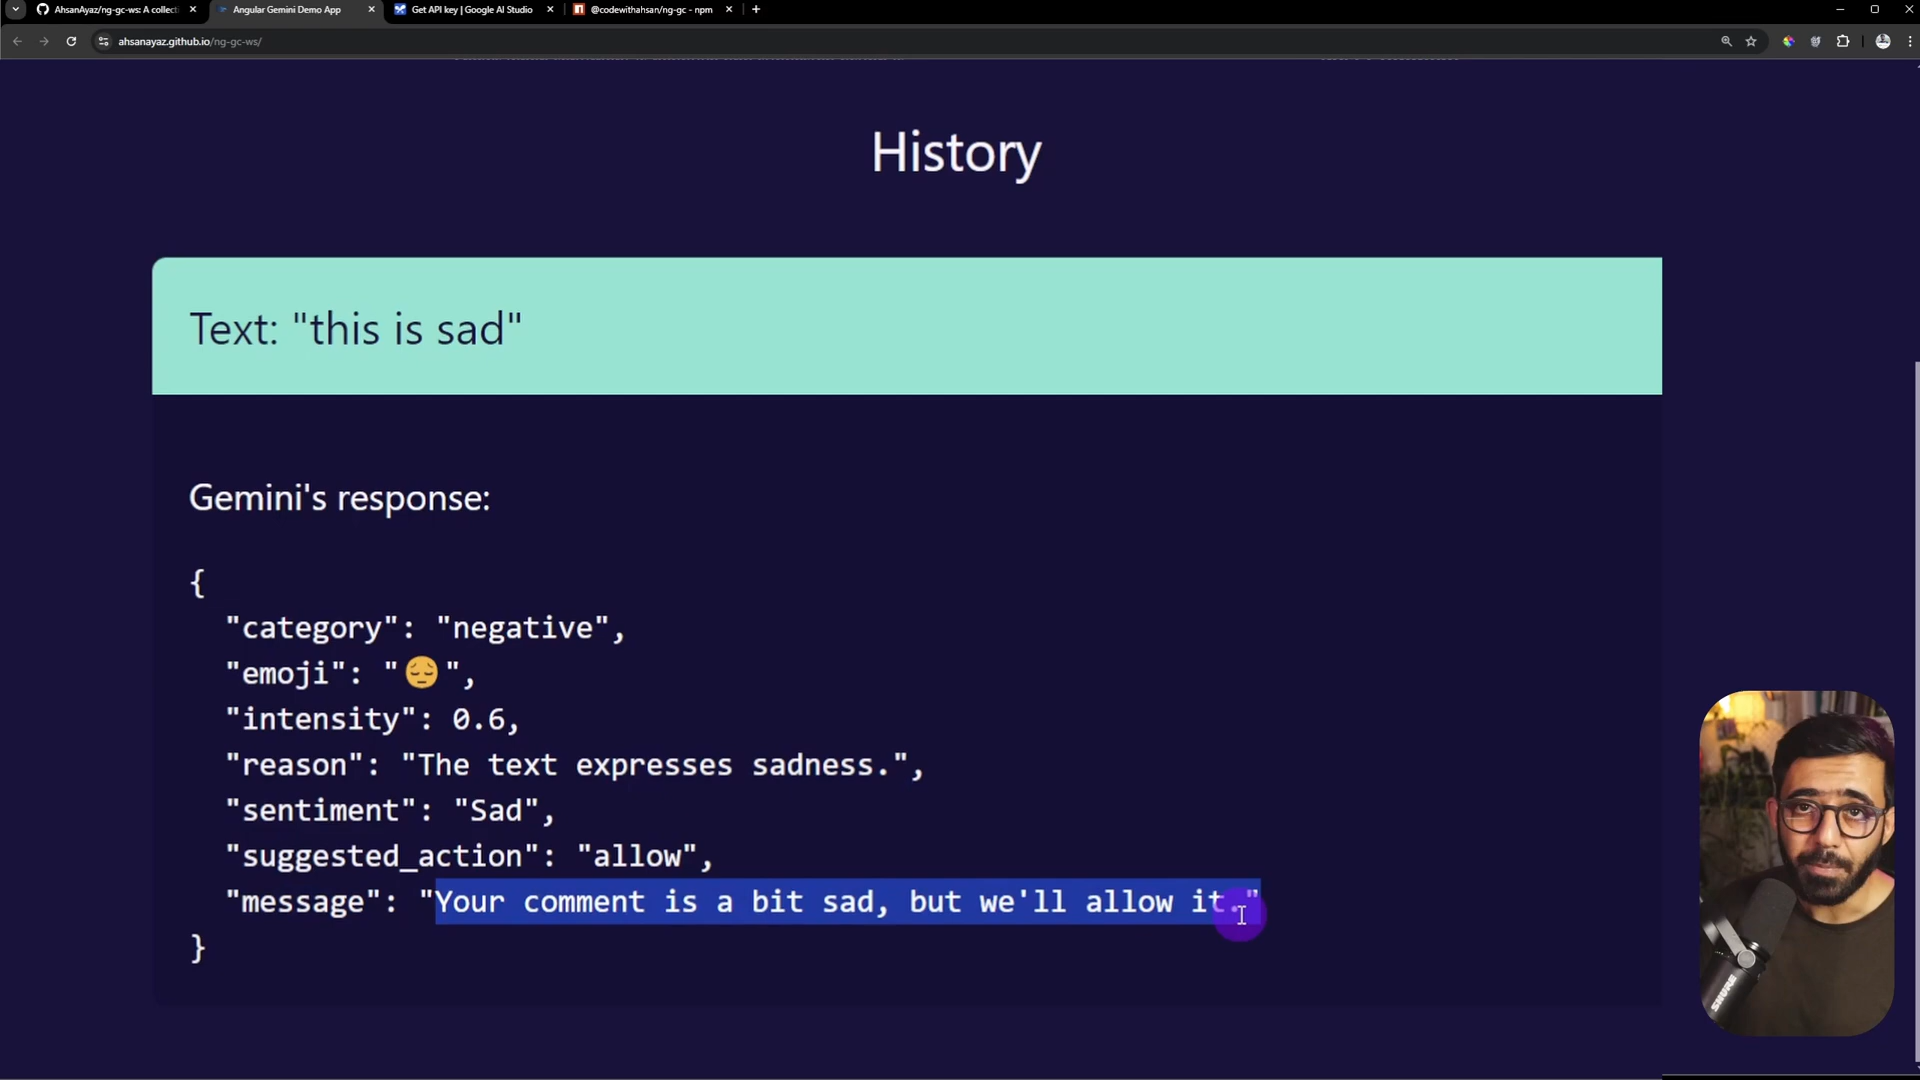 AhsanAyaz/ng-gc-ws: A collecti
Angular Gemini Demo App
Get API key | Google AI Studio
@codewithahsan/ng-gc - npm
ahsanayaz.github.io/ng-gc-ws/
History
Text: "this is sad"
Gemini's response:
{
"category": "negative",
"emoji": "😔",
"intensity": 0.6,
"reason": "The text expresses sadness.",
"sentiment": "Sad",
"suggested_action": "allow",
"message": "Your comment is a bit sad, but we'll allow it."
}
SHURE